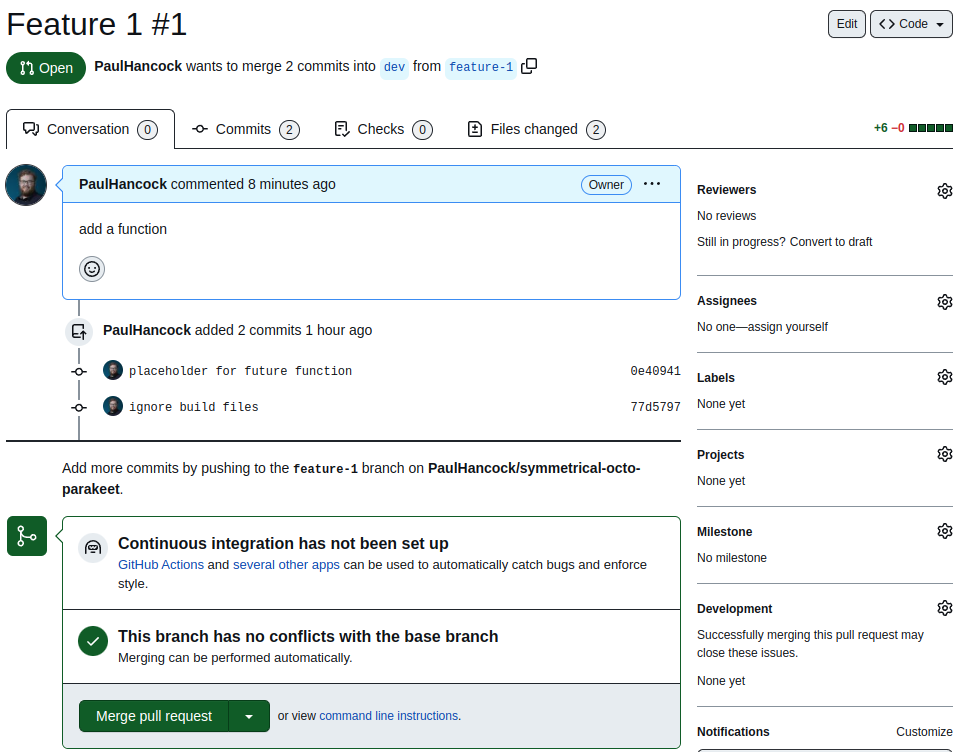 Feature 1 #1
Edit
Code
Open
PaulHancock wants to merge 2 commits into dev from feature-1
Conversation 0
Commits 2
Checks 0
Files changed 2
+6 −0
PaulHancock commented 8 minutes ago
Owner
add a function
PaulHancock added 2 commits 1 hour ago
placeholder for future function 0e40941
ignore build files 77d5797
Add more commits by pushing to the feature-1 branch on PaulHancock/symmetrical-octo-
parakeet.
Continuous integration has not been set up
GitHub Actions and several other apps can be used to automatically catch bugs and enforce
style.
This branch has no conflicts with the base branch
Merging can be performed automatically.
Merge pull request
or view command line instructions.
Reviewers
No reviews
Still in progress? Convert to draft
Assignees
No one—assign yourself
Labels
None yet
Projects
None yet
Milestone
No milestone
Development
Successfully merging this pull request may
close these issues.
None yet
Notifications Customize